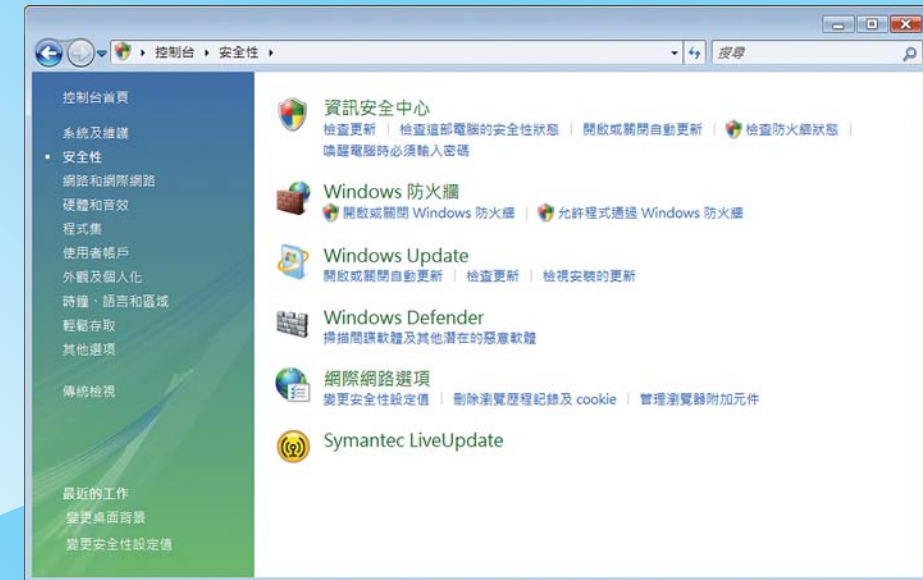 控制台 ▸ 安全性 ▸
搜尋
控制台首頁
系統及維護
• 安全性
網路和網際網路
硬體和音效
程式集
使用者帳戶
外觀及個人化
時鐘、語言和區域
輕鬆存取
其他選項
傳統檢視
最近的工作
變更桌面背景
變更安全性設定值
資訊安全中心
檢查更新 | 檢查這部電腦的安全性狀態 | 開啟或關閉自動更新 | 檢查防火牆狀態 |
喚醒電腦時必須輸入密碼
Windows 防火牆
開啟或關閉 Windows 防火牆 | 允許程式通過 Windows 防火牆
Windows Update
開啟或關閉自動更新 | 檢查更新 | 檢視安裝的更新
Windows Defender
掃描間諜軟體及其他潛在的惡意軟體
網際網路選項
變更安全性設定值 | 刪除瀏覽歷程記錄及 cookie | 管理瀏覽器附加元件
Symantec LiveUpdate